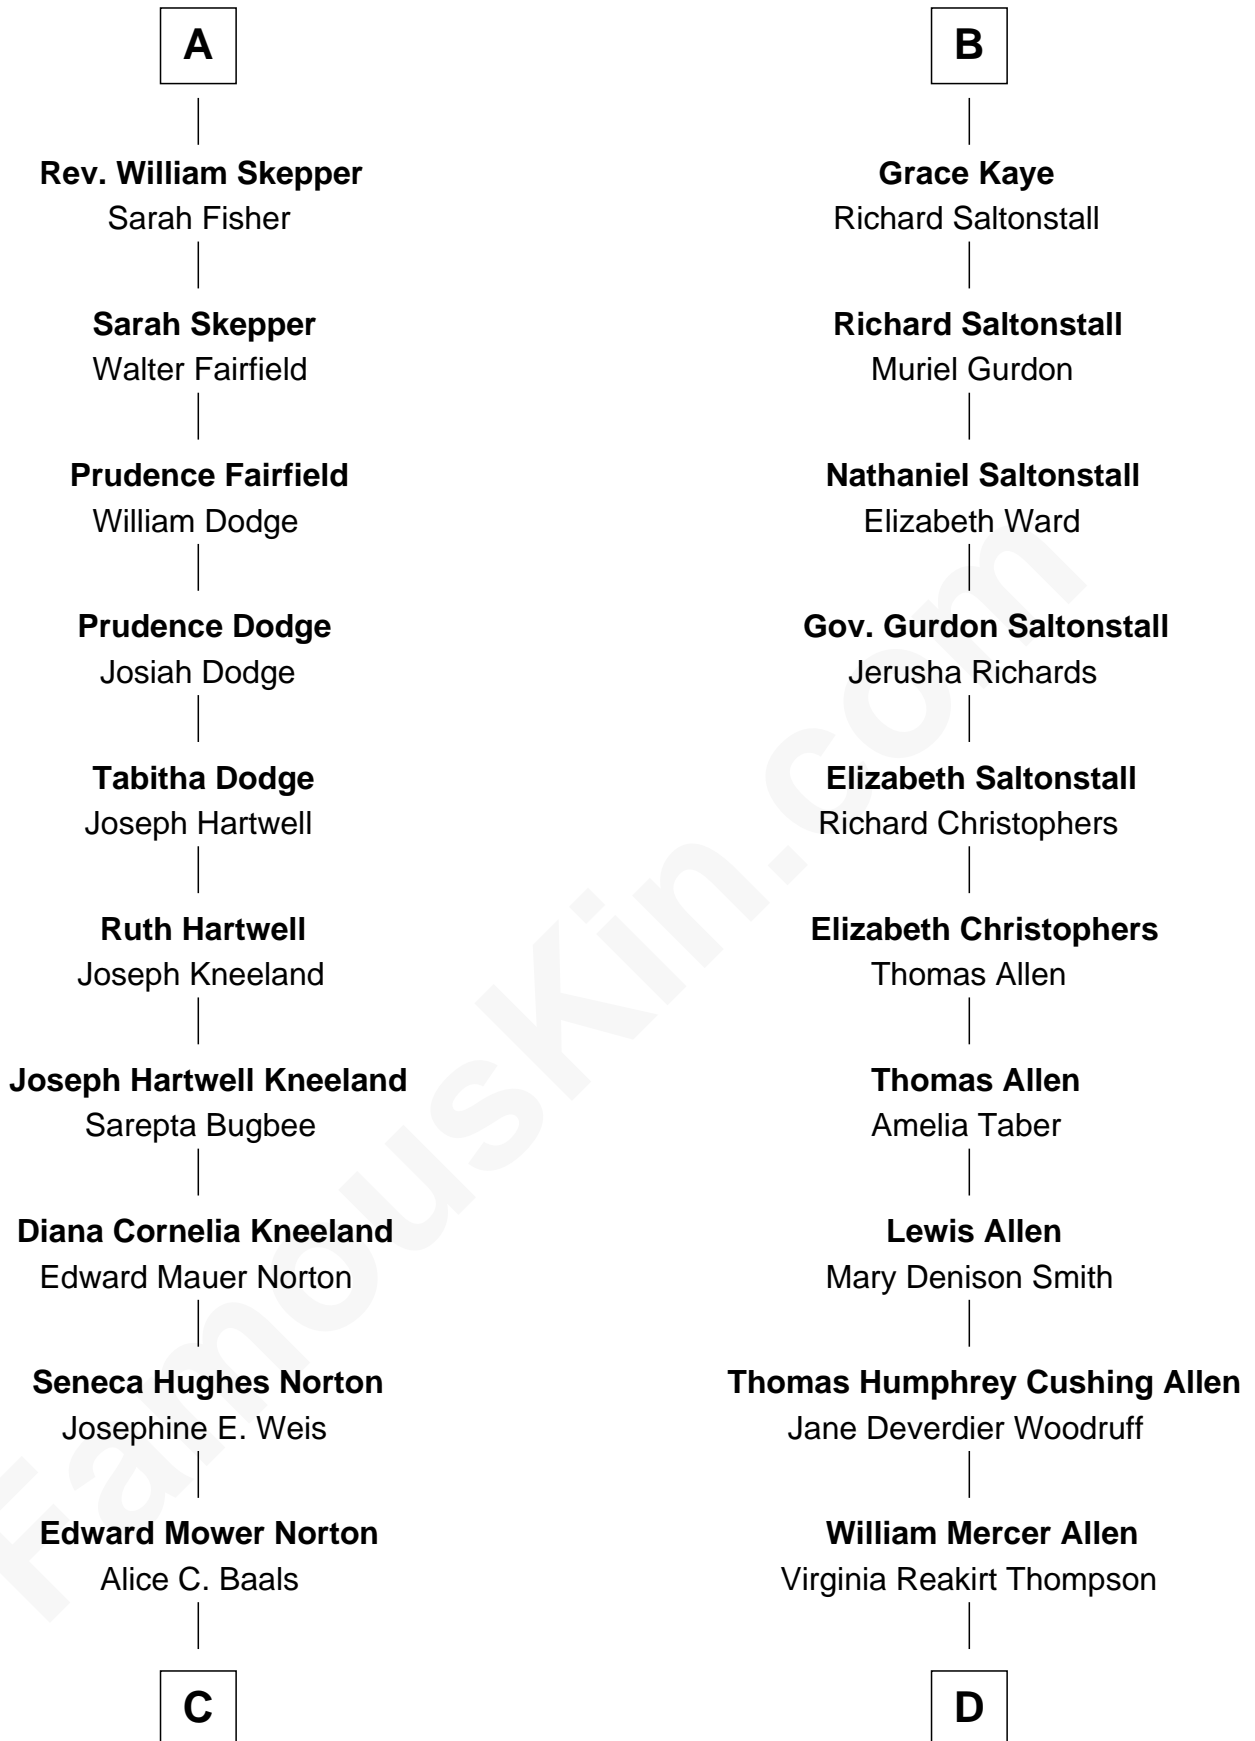 A
Rev. William Skepper
Sarah Fisher
Sarah Skepper
Walter Fairfield
Prudence Fairfield
William Dodge
Prudence Dodge
Josiah Dodge
Tabitha Dodge
Joseph Hartwell
Ruth Hartwell
Joseph Kneeland
Joseph Hartwell Kneeland
Sarepta Bugbee
Diana Cornelia Kneeland
Edward Mauer Norton
Seneca Hughes Norton
Josephine E. Weis
Edward Mower Norton
Alice C. Baals
C
B
Grace Kaye
Richard Saltonstall
Richard Saltonstall
Muriel Gurdon
Nathaniel Saltonstall
Elizabeth Ward
Gov. Gurdon Saltonstall
Jerusha Richards
Elizabeth Saltonstall
Richard Christophers
Elizabeth Christophers
Thomas Allen
Thomas Allen
Amelia Taber
Lewis Allen
Mary Denison Smith
Thomas Humphrey Cushing Allen
Jane Deverdier Woodruff
William Mercer Allen
Virginia Reakirt Thompson
D
FamousKin.com